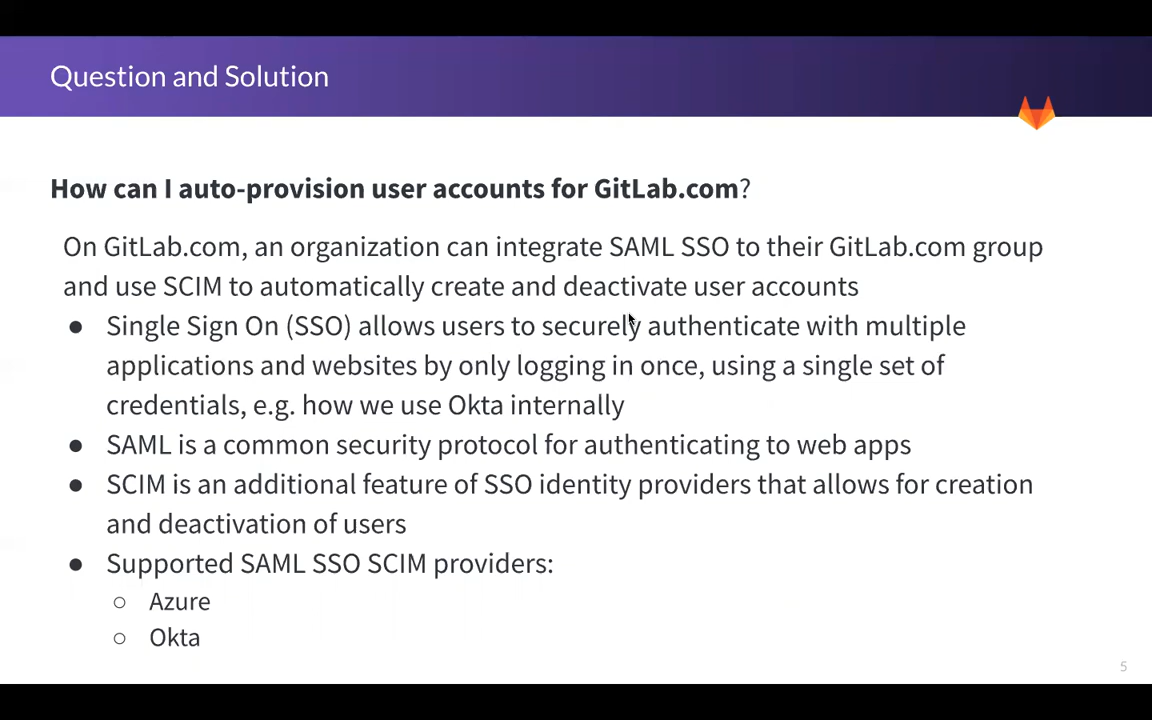 Question and Solution
How can I auto-provision user accounts for GitLab.com?
On GitLab.com, an organization can integrate SAML SSO to their GitLab.com group
and use SCIM to automatically create and deactivate user accounts
● Single Sign On (SSO) allows users to securely authenticate with multiple
applications and websites by only logging in once, using a single set of
credentials, e.g. how we use Okta internally
● SAML is a common security protocol for authenticating to web apps
● SCIM is an additional feature of SSO identity providers that allows for creation
and deactivation of users
● Supported SAML SSO SCIM providers:
○ Azure
○ Okta
5